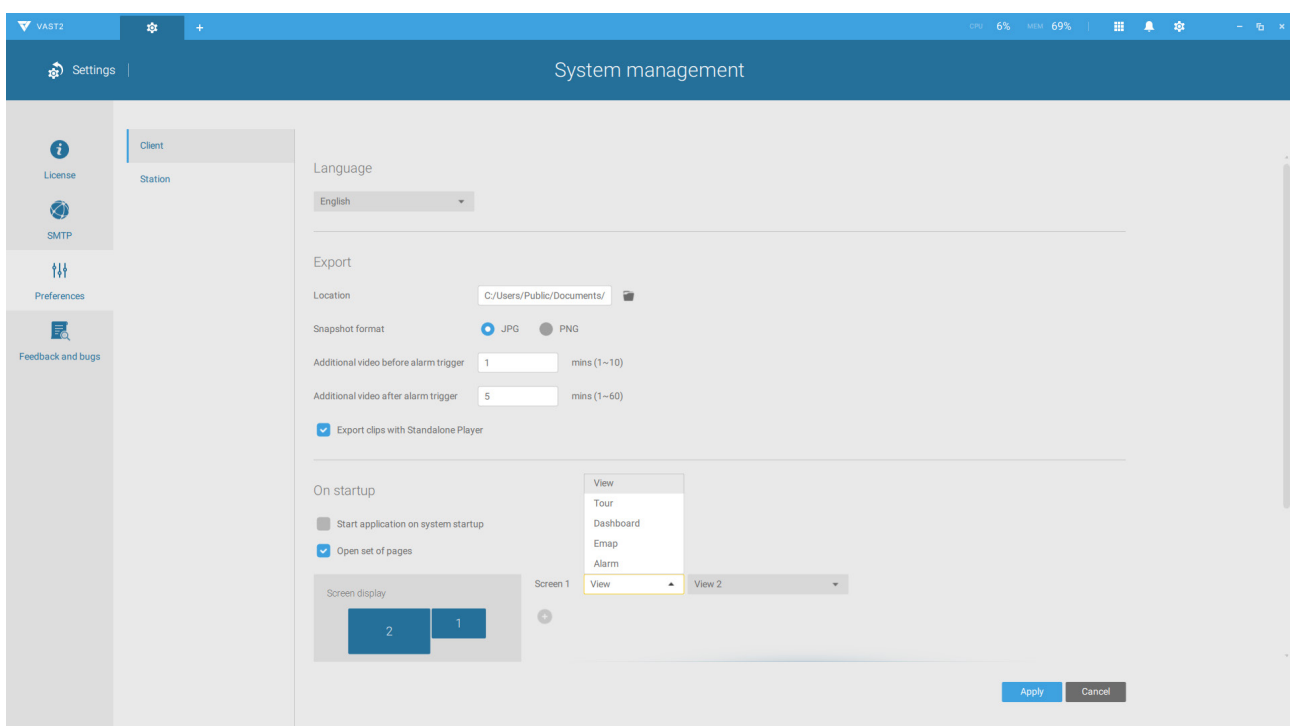 VAST2
+
CPU 6% MEM 69%
Settings
System management
License
SMTP
Preferences
Feedback and bugs
Client
Station
Language
English
Export
Location C:/Users/Public/Documents/
Snapshot format JPG PNG
Additional video before alarm trigger 1 mins (1~10)
Additional video after alarm trigger 5 mins (1~60)
Export clips with Standalone Player
On startup
Start application on system startup
Open set of pages
View
Tour
Dashboard
Emap
Alarm
Screen display
2 1
Screen 1 View View 2
Apply Cancel